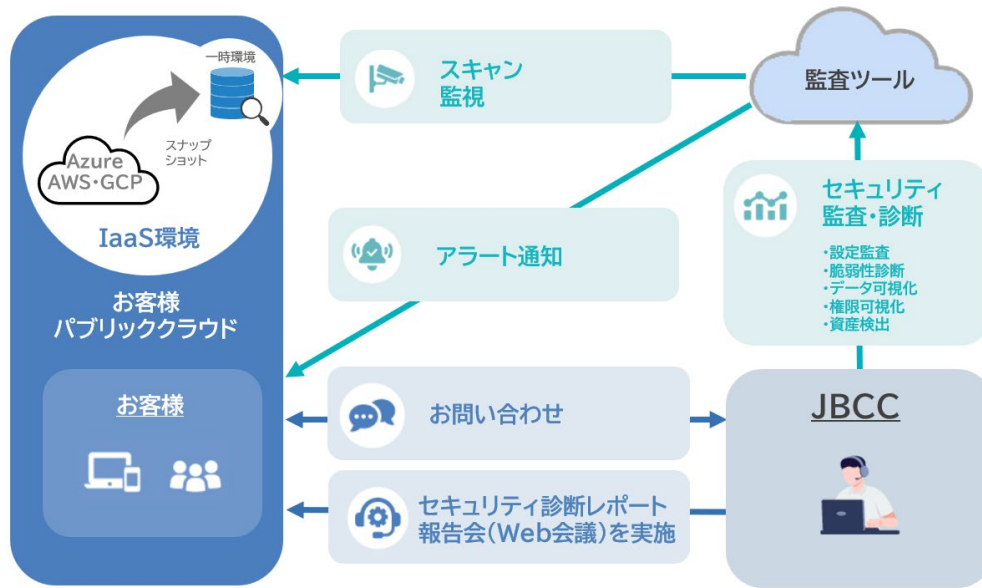 一時環境
スナップ
ショット
Azure
AWS・GCP
IaaS環境
お客様
パブリッククラウド
お客様
スキャン
監視
アラート通知
お問い合わせ
セキュリティ診断レポート
報告会(Web会議)を実施
監査ツール
セキュリティ
監査・診断
・設定監査
・脆弱性診断
・データ可視化
・権限可視化
・資産検出
JBCC